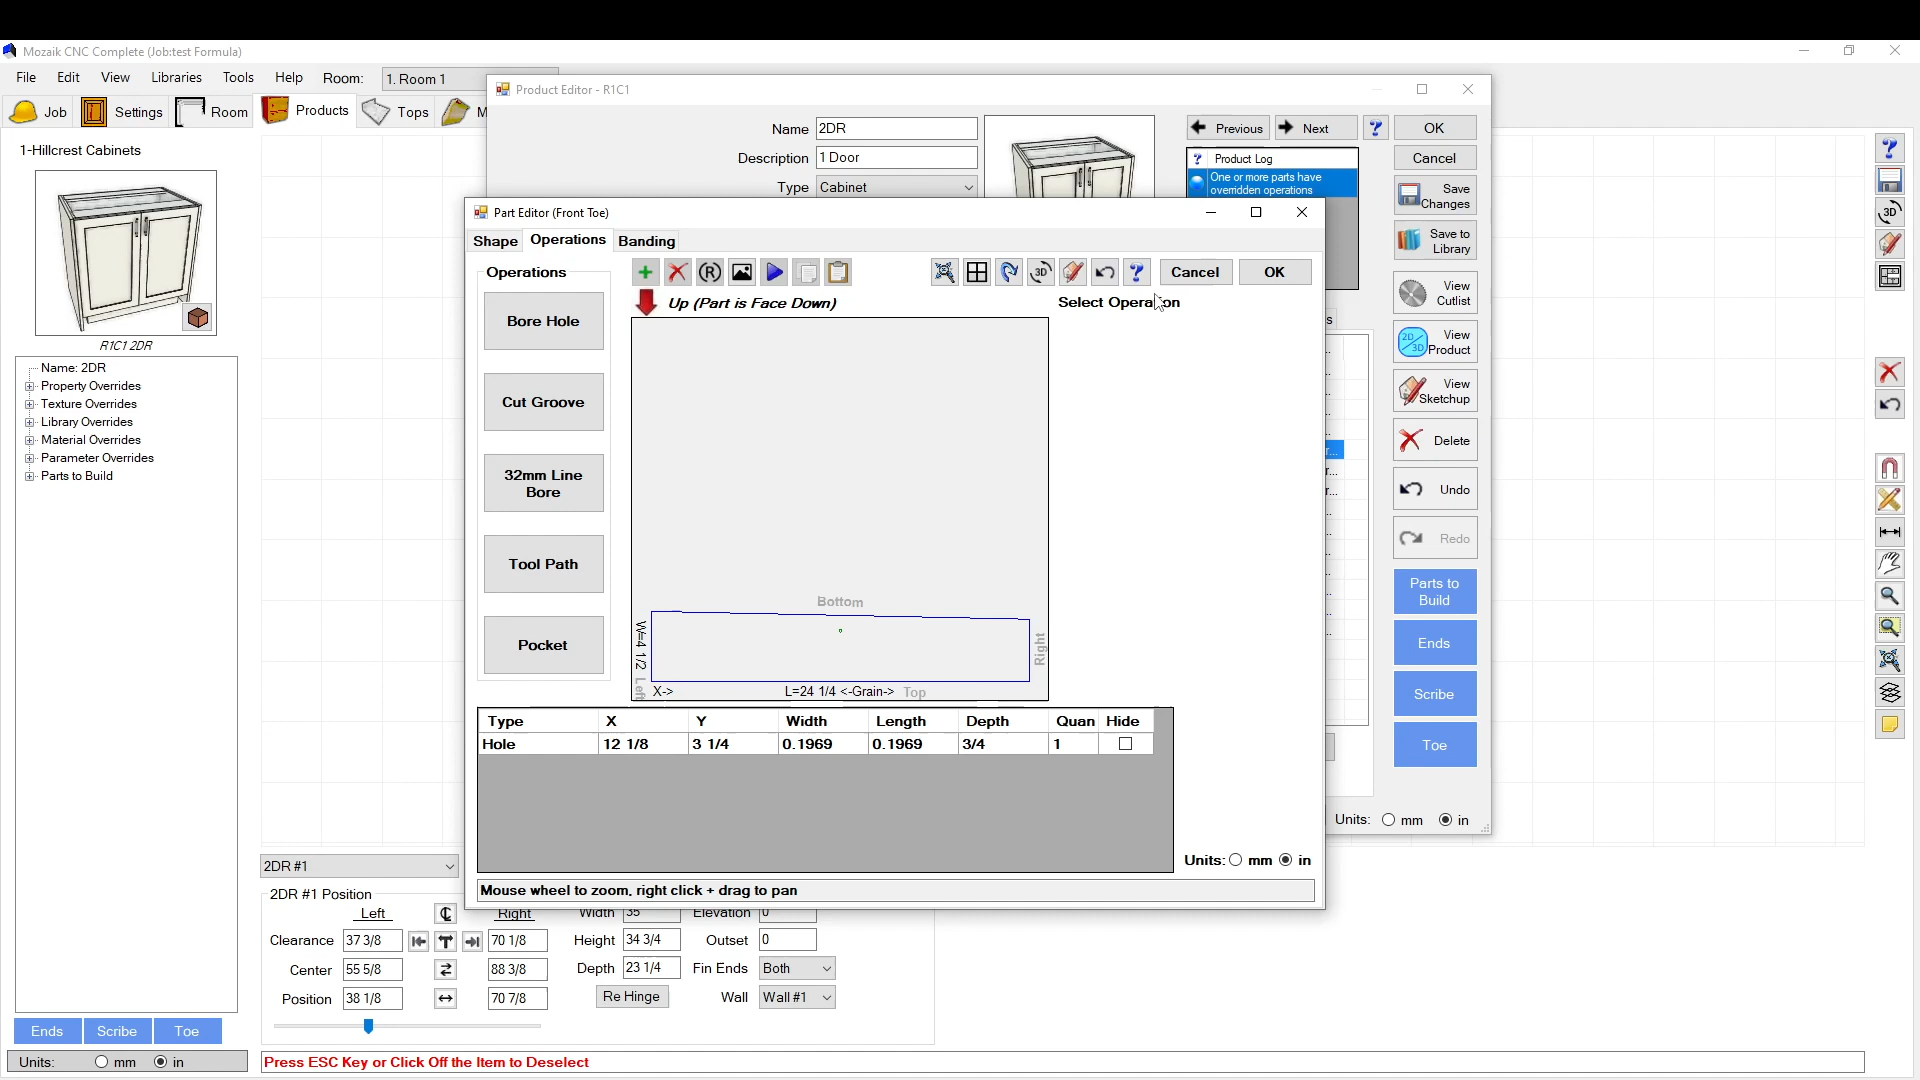 Mozaik CNC Complete (Job:test Formula)
File Edit View Libraries Tools Help Room: 1. Room 1
Job Settings Room Products Tops
1-Hillcrest Cabinets
R1C1 2DR
Name: 2DR
Property Overrides
Texture Overrides
Library Overrides
Material Overrides
Parameter Overrides
Parts to Build
Ends Scribe Toe
Units: mm in
Product Editor - R1C1
Name 2DR
Description 1 Door
Type Cabinet
Previous Next
Product Log
One or more parts have
overridden operations
OK
Cancel
Save
Changes
Save to
Library
View
Cutlist
View
Product
View
Sketchup
Delete
Undo
Redo
Parts to
Build
Ends
Scribe
Toe
Units: mm in
Part Editor (Front Toe)
Shape Operations Banding
Operations
Bore Hole
Cut Groove
32mm Line
Bore
Tool Path
Pocket
3D
Cancel OK
Up (Part is Face Down)
Bottom
W=4 1/2 Left
Right
X-> L=24 1/4 <-Grain-> Top
Type X Y Width Length Depth Quan Hide
Hole 12 1/8 3 1/4 0.1969 0.1969 3/4 1
Units: mm in
Mouse wheel to zoom, right click + drag to pan
2DR #1
2DR #1 Position
Left Right Width 35 Elevation 0
Clearance 37 3/8 70 1/8 Height 34 3/4 Outset 0
Center 55 5/8 88 3/8 Depth 23 1/4 Fin Ends Both
Position 38 1/8 70 7/8 Re Hinge Wall Wall #1
Press ESC Key or Click Off the Item to Deselect
3D